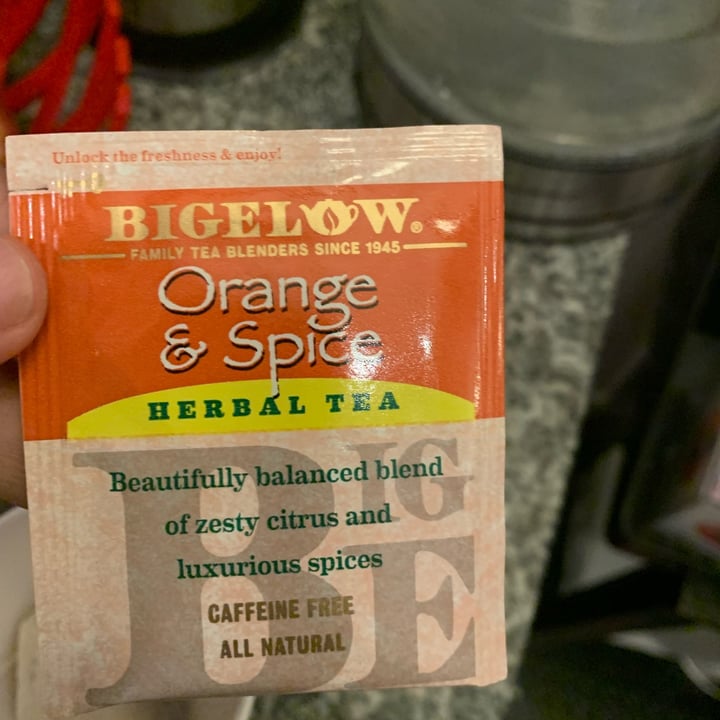 Unlock the freshness & enjoy!
BIGELOW®
FAMILY TEA BLENDERS SINCE 1945
Orange
& Spice
HERBAL TEA
BIG
E
Beautifully balanced blend
of zesty citrus and
luxurious spices
CAFFEINE FREE
ALL NATURAL